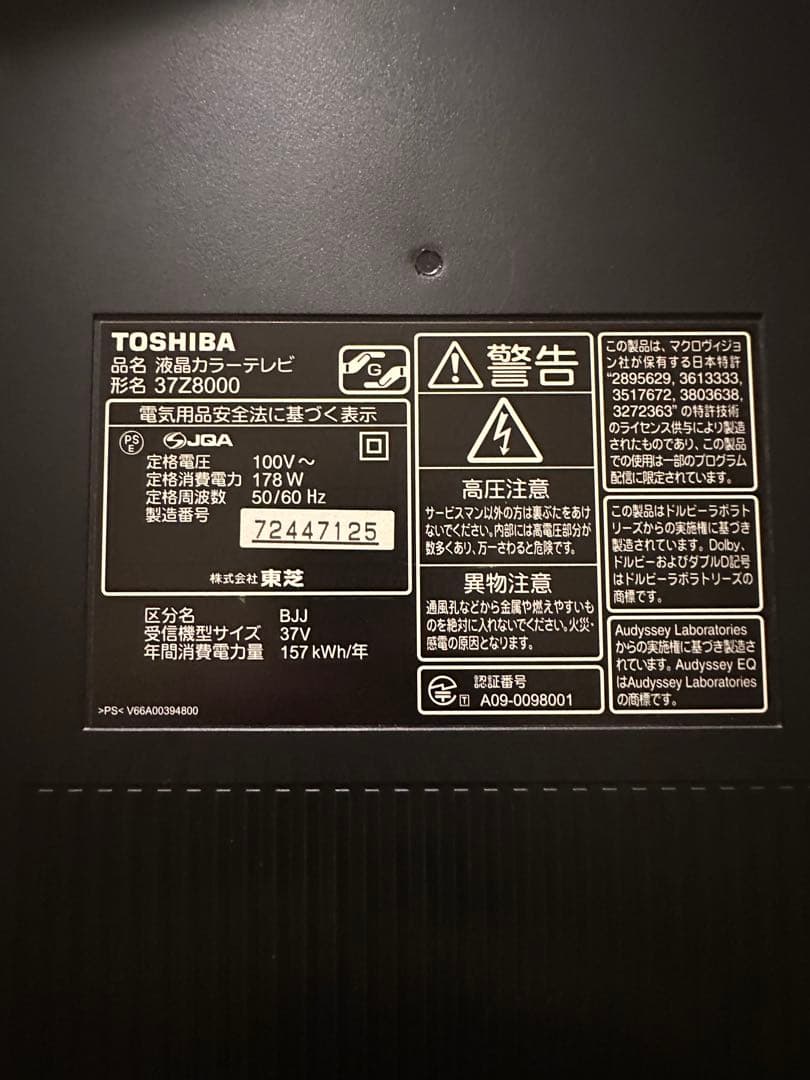 TOSHIBA
品名 液晶カラーテレビ
形名 37Z8000
G
電気用品安全法に基づく表示
PS
E
JQA
定格電圧 100V～
定格消費電力 178 W
定格周波数 50/60 Hz
製造番号
72447125
株式会社 東芝
区分名 BJJ
受信機型サイズ 37V
年間消費電力量 157 kWh/年
>PS< V66A00394800
警告
高圧注意
サービスマン以外の方は裏ぶたをあけ
ないでください。内部には高電圧部分が
数多くあり、万一さわると危険です。
異物注意
通風孔などから金属や燃えやすいも
のを絶対に入れないでください。火災・
感電の原因となります。
認証番号
T A09-0098001
この製品は、マクロヴィジョ
ン社が保有する日本特許
“2895629, 3613333,
3517672, 3803638,
3272363” の特許技術
のライセンス供与により製造
されたものであり、この製品
での使用は一部のプログラム
配信に限定されています。
この製品はドルビーラボラト
リーズからの実施権に基づき
製造されています。Dolby、
ドルビーおよびダブルD記号
はドルビーラボラトリーズの
商標です。
Audyssey Laboratories
からの実施権に基づき製造さ
れています。Audyssey EQ
はAudyssey Laboratories
の商標です。